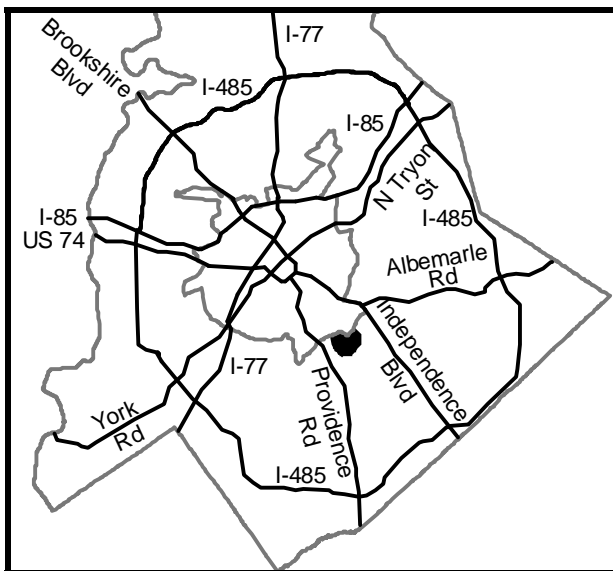 I-77
Brookshire
Blvd
I-485
I-85
N Tryon
St
I-485
I-85
US 74
Albemarle
Rd
Independence
Blvd
I-77
Providence
Rd
York
Rd
I-485